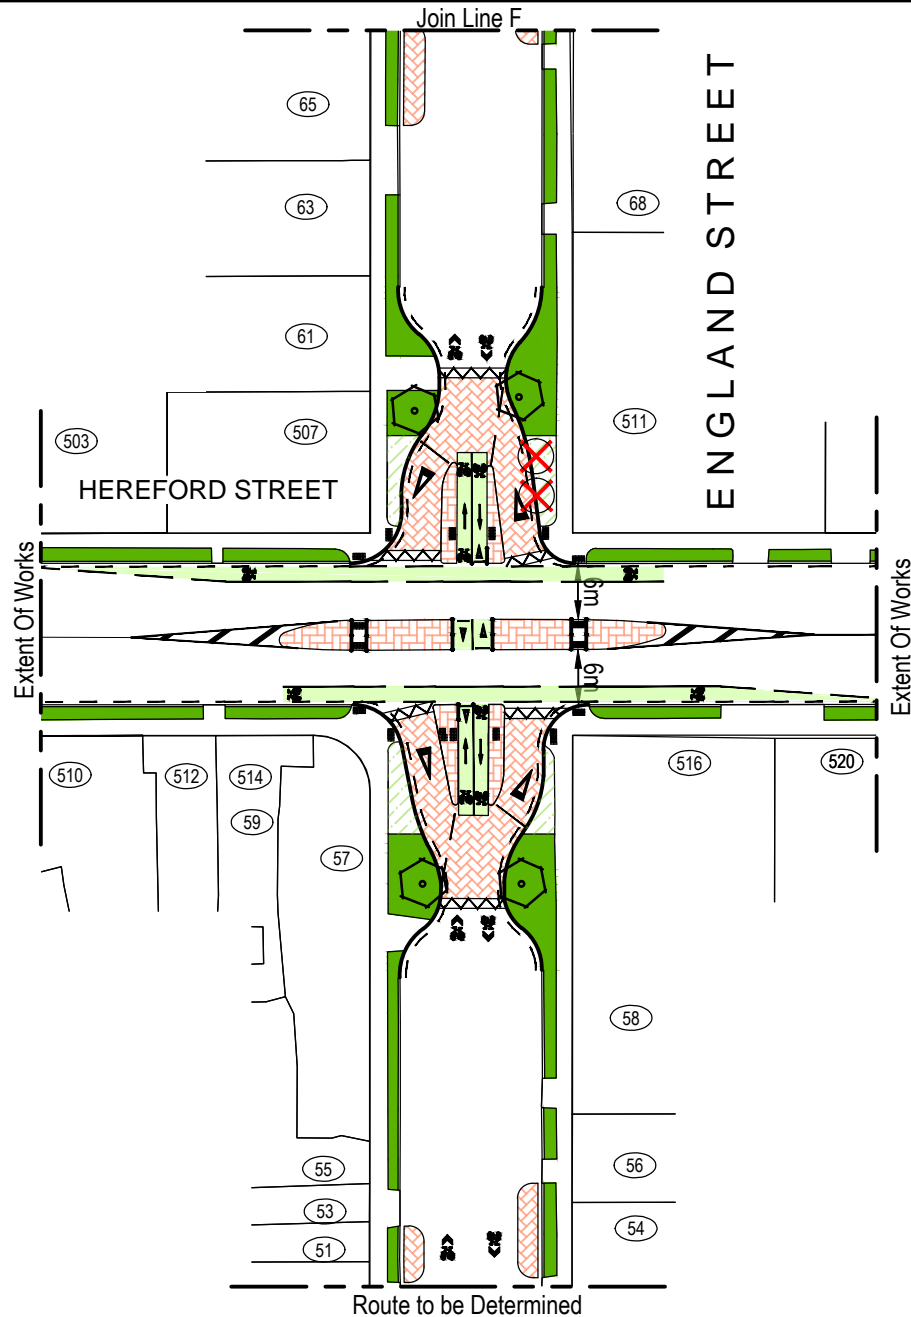 Join Line F
65
63
68
ENGLAND STREET
61
507
511
503
HEREFORD STREET
Extent Of Works
Extent Of Works
6m
6m
510
512
514
516
520
59
57
58
55
56
53
54
51
Route to be Determined